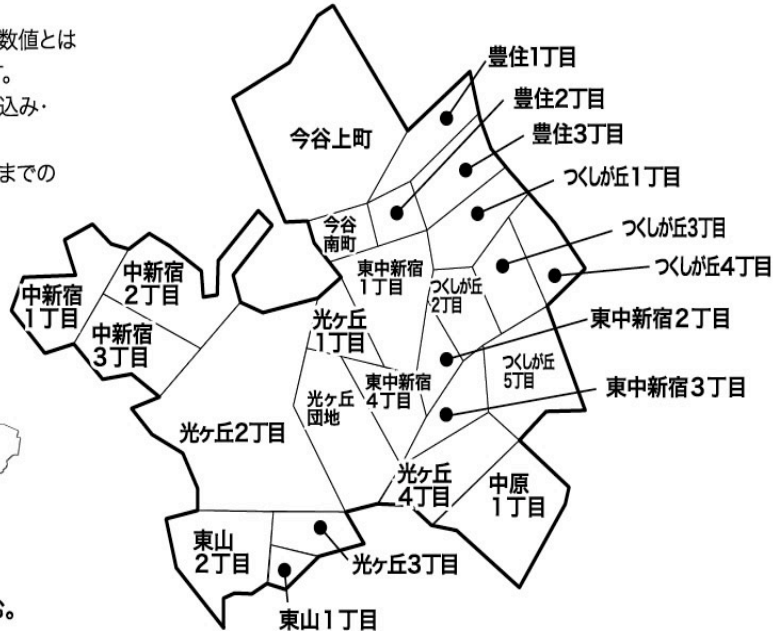 数値とは
。
込み・
までの
豊住1丁目
豊住2丁目
豊住3丁目
今谷上町
つくしが丘1丁目
今谷
南町
つくしが丘3丁目
東中新宿
1丁目
つくしが丘4丁目
中新宿
2丁目
つくしが丘
2丁目
中新宿
1丁目
光ヶ丘
1丁目
東中新宿2丁目
中新宿
3丁目
つくしが丘
5丁目
東中新宿
4丁目
東中新宿3丁目
光ヶ丘
団地
光ヶ丘2丁目
光ヶ丘
4丁目
中原
1丁目
東山
2丁目
光ヶ丘3丁目
東山1丁目
。